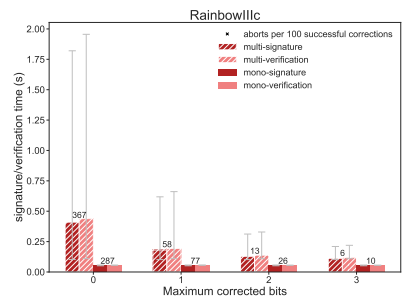 RainbowIIIc
aborts per 100 successful corrections
multi-signature
multi-verification
mono-signature
mono-verification
signature/verification time (s)
2.00
1.75
1.50
1.25
1.00
0.75
0.50
0.25
0.00
367
287
58
77
13
26
6
10
0
1
2
3
Maximum corrected bits